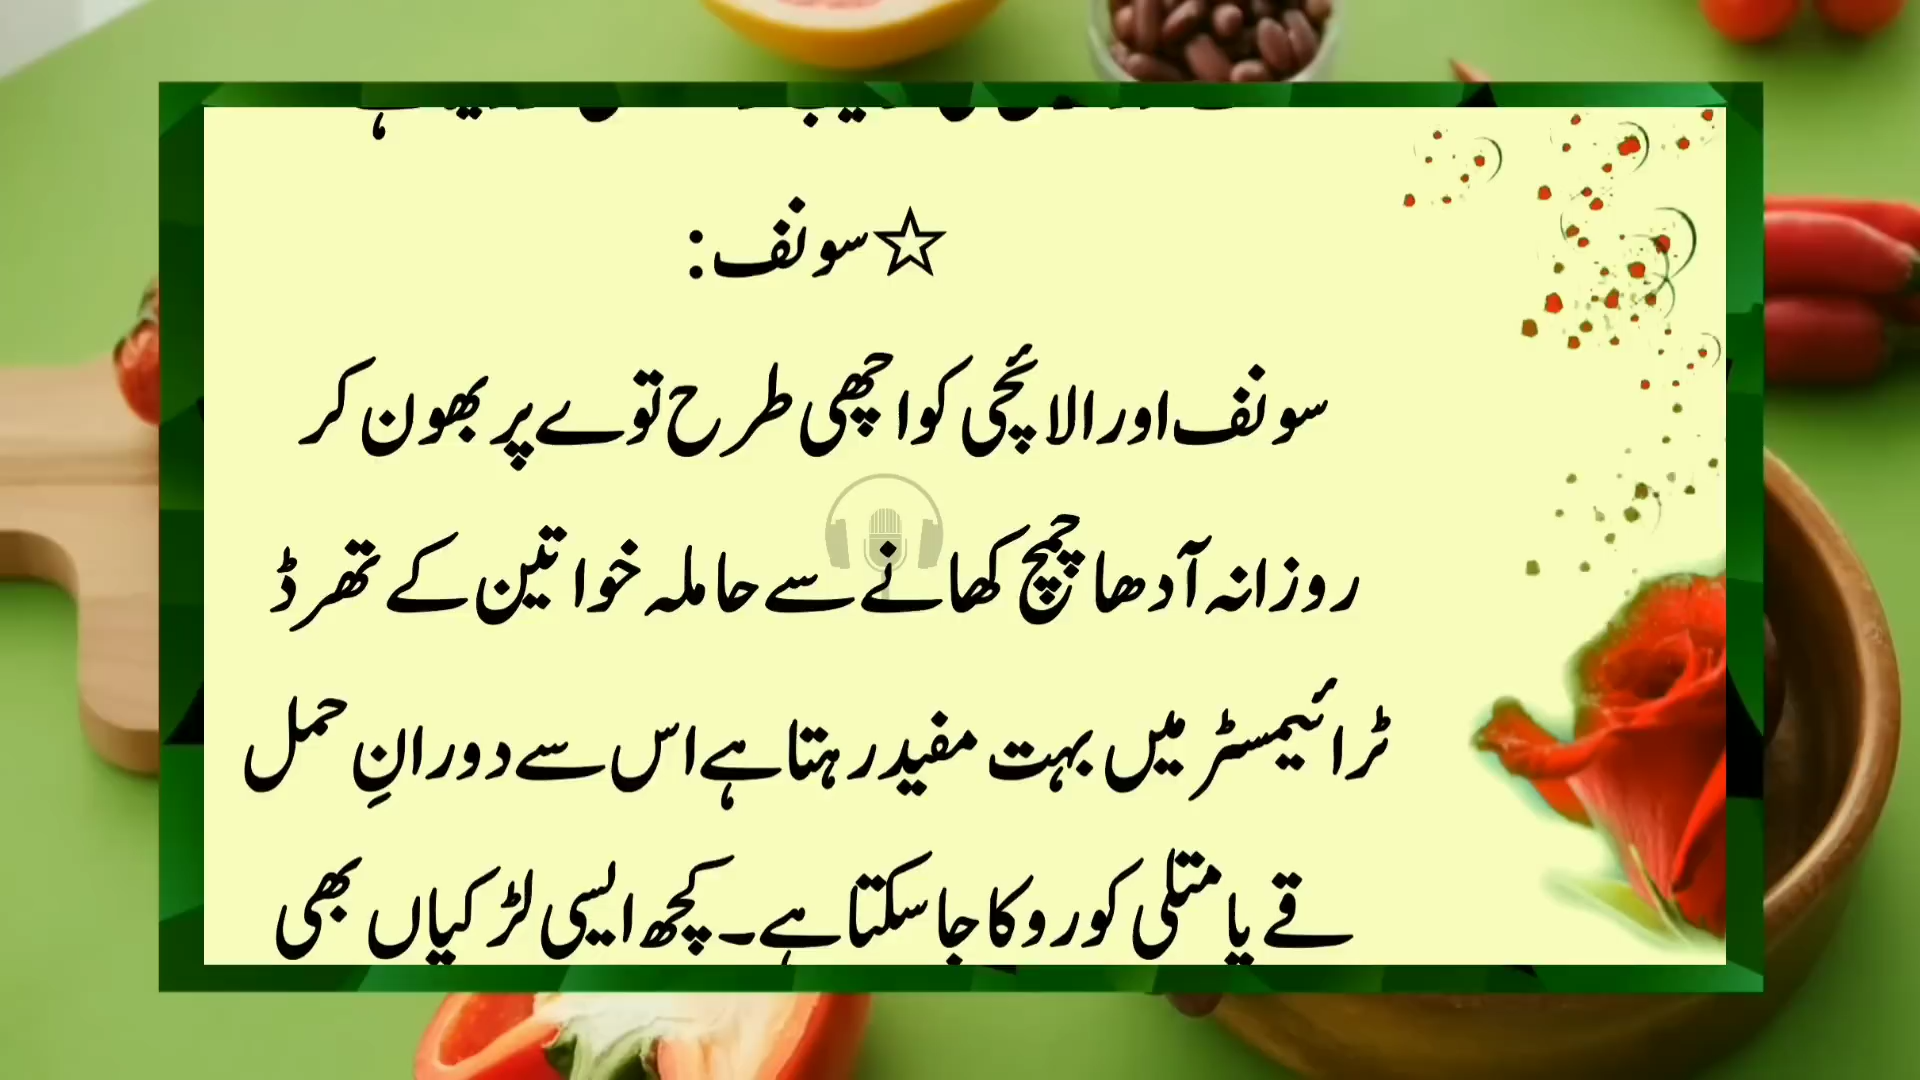 ☆سونف:
سونف اور الائچی کو اچھی طرح توے پر بھون کر
روزانہ آدھا چمچ کھانے سے حاملہ خواتین کے تھرڈ
ٹرائیمسٹر میں بہت مفید رہتا ہے اس سے دورانِ حمل
قے یا متلی کو روکا جا سکتا ہے۔ کچھ ایسی لڑکیاں بھی